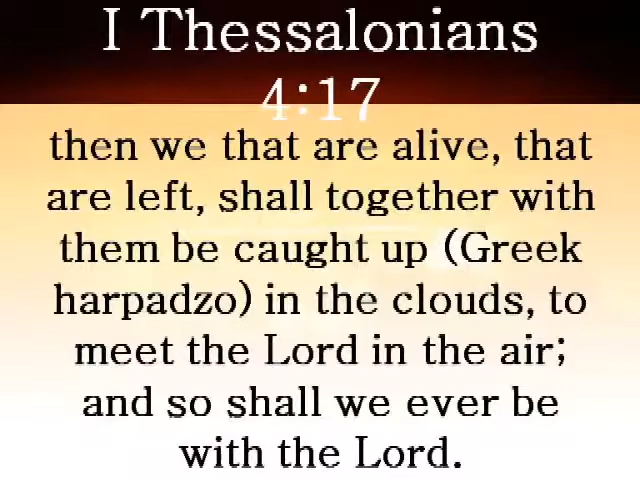 I Thessalonians
4:17
then we that are alive, that
are left, shall together with
them be caught up (Greek
harpadzo) in the clouds, to
meet the Lord in the air;
and so shall we ever be
with the Lord.